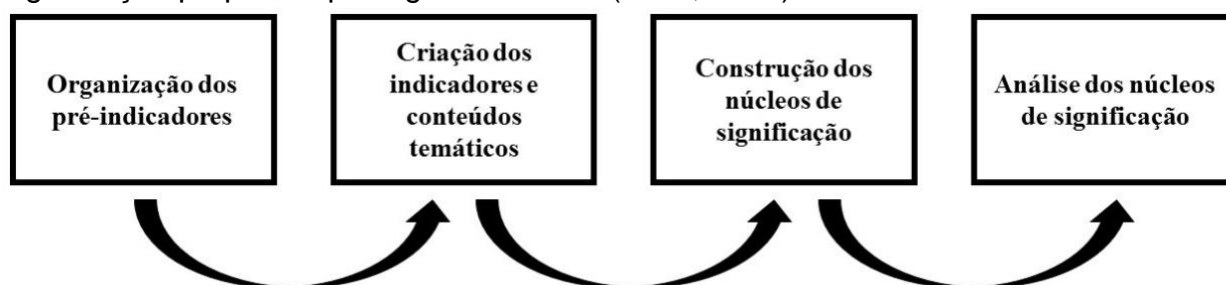 Organização dos
pré-indicadores
Criação dos
indicadores e
conteúdos
temáticos
Construção dos
núcleos de
significação
Análise dos núcleos
de significação